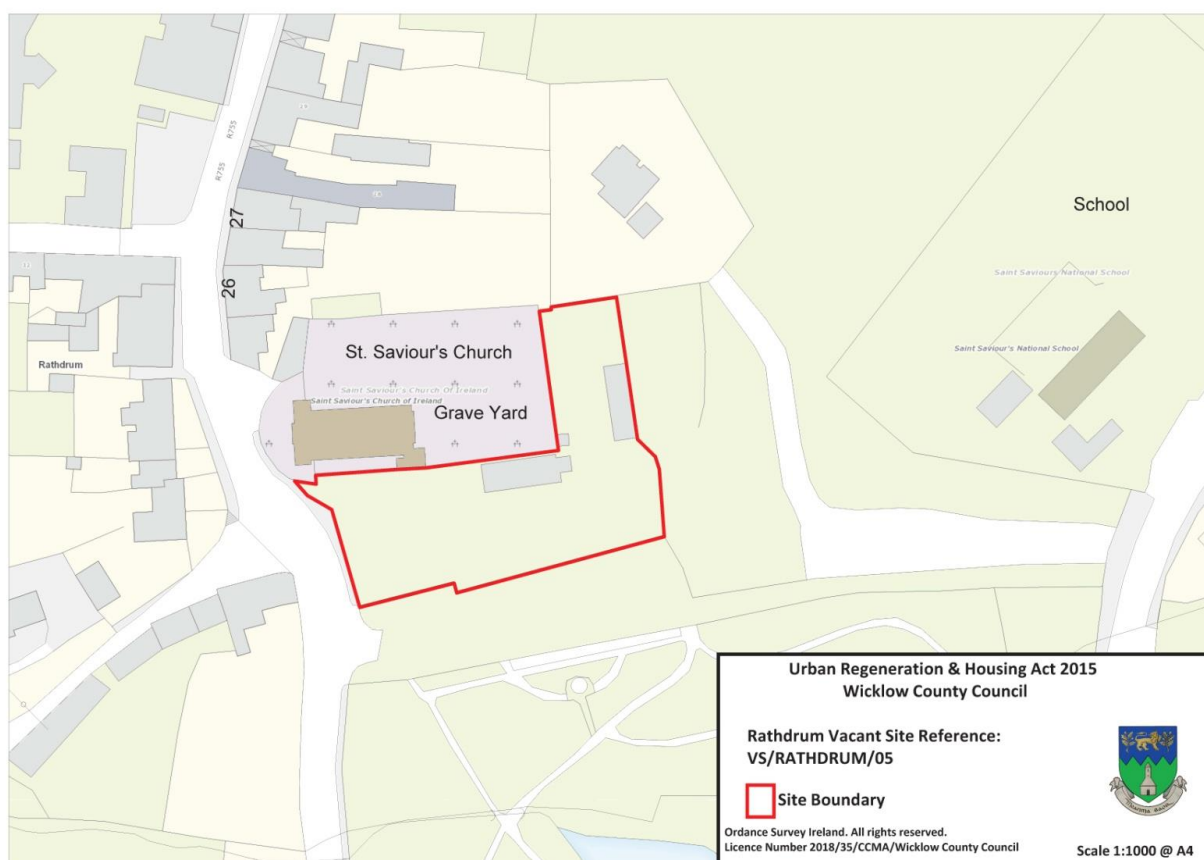 R755
R755
27
26
Rathdrum
School
Saint Saviours National School
Saint Saviour's National School
St. Saviour's Church
Saint Saviour's Church Of Ireland
Saint Saviour's Church of Ireland
Grave Yard
Urban Regeneration & Housing Act 2015
Wicklow County Council
Rathdrum Vacant Site Reference:
VS/RATHDRUM/05
Site Boundary
Ordance Survey Ireland. All rights reserved.
Licence Number 2018/35/CCMA/Wicklow County Council
Scale 1:1000 @ A4